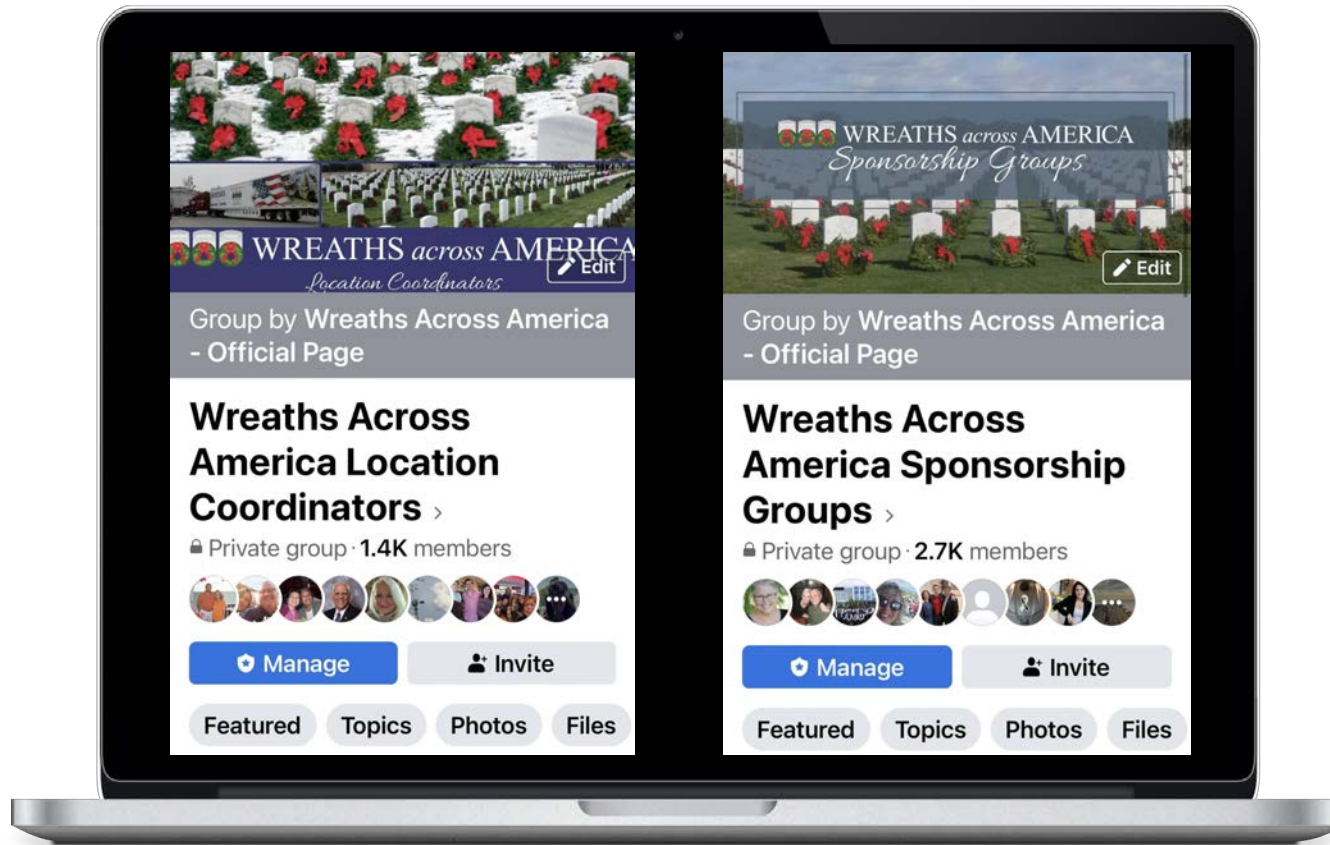 WREATHS across AMERICA
Location Coordinators
Edit
Group by Wreaths Across America
- Official Page
Wreaths Across
America Location
Coordinators >
Private group · 1.4K members
...
Manage
Invite
Featured
Topics
Photos
Files
WREATHS across AMERICA
Sponsorship Groups
Edit
Group by Wreaths Across America
- Official Page
Wreaths Across
America Sponsorship
Groups >
Private group · 2.7K members
...
Manage
Invite
Featured
Topics
Photos
Files